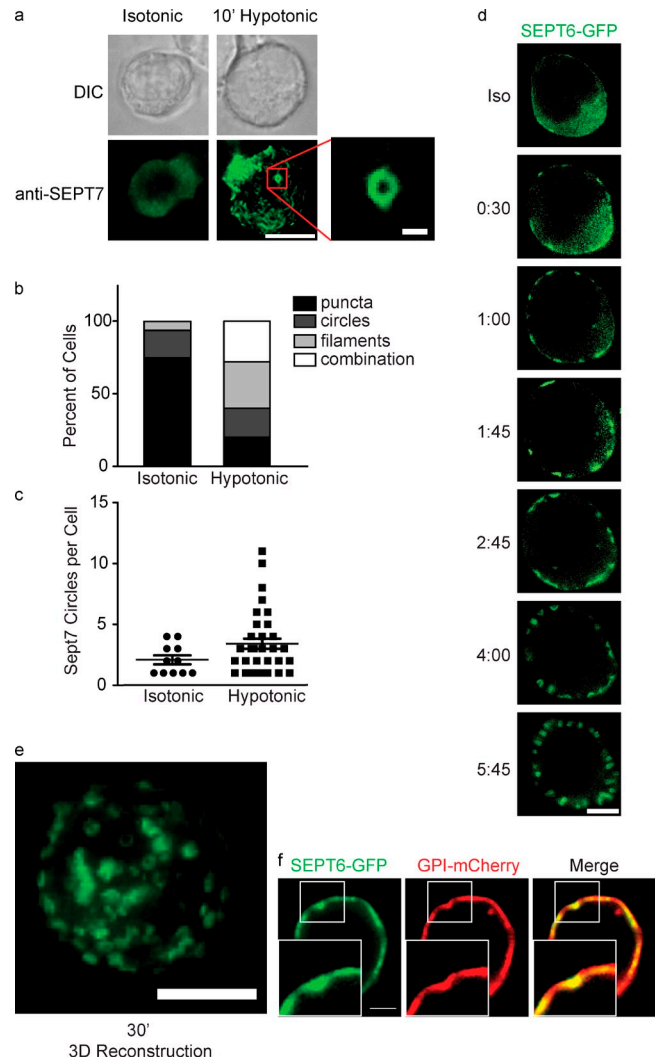 a
Isotonic 10' Hypotonic
DIC
anti-SEPT7
b
100
50
0
Percent of Cells
puncta
circles
filaments
combination
Isotonic Hypotonic
c
15
10
5
0
Sept7 Circles per Cell
Isotonic Hypotonic
d
SEPT6-GFP
Iso
0:30
1:00
1:45
2:45
4:00
5:45
e
30'
3D Reconstruction
f
SEPT6-GFP GPI-mCherry Merge